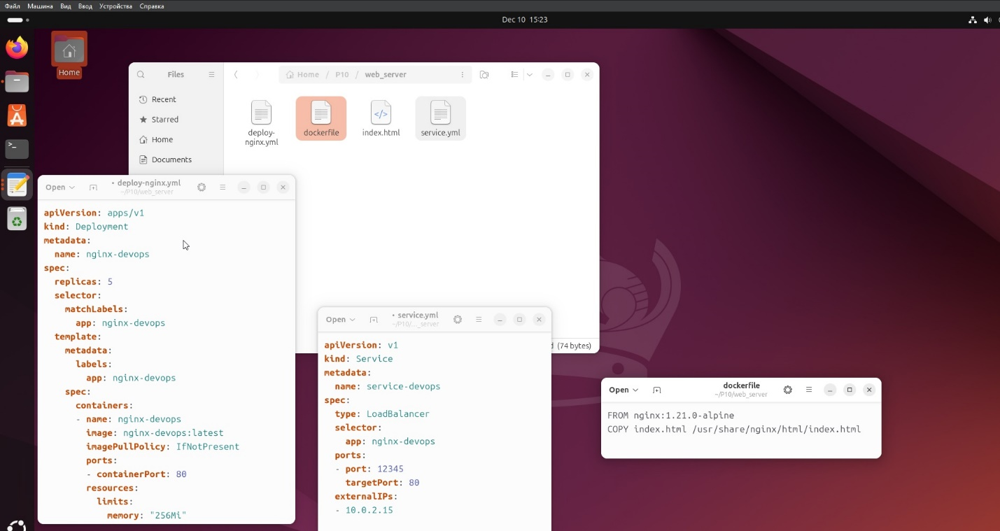 Файл Машина Вид Ввод Устройства Справка
Dec 10 15:23
Home
Files
Home / P10 / web_server
Recent
Starred
Home
Documents
deploy-nginx.yml
dockerfile
index.html
service.yml
(74 bytes)
Open
• deploy-nginx.yml
~/P10/web_server
apiVersion: apps/v1
kind: Deployment
metadata:
  name: nginx-devops
spec:
  replicas: 5
  selector:
    matchLabels:
      app: nginx-devops
  template:
    metadata:
      labels:
        app: nginx-devops
    spec:
      containers:
      - name: nginx-devops
        image: nginx-devops:latest
        imagePullPolicy: IfNotPresent
        ports:
        - containerPort: 80
        resources:
          limits:
            memory: "256Mi"
Open
• service.yml
~/P10/..._server
apiVersion: v1
kind: Service
metadata:
  name: service-devops
spec:
  type: LoadBalancer
  selector:
    app: nginx-devops
  ports:
  - port: 12345
    targetPort: 80
  externalIPs:
  - 10.0.2.15
Open
dockerfile
~/P10/web_server
FROM nginx:1.21.0-alpine
COPY index.html /usr/share/nginx/html/index.html